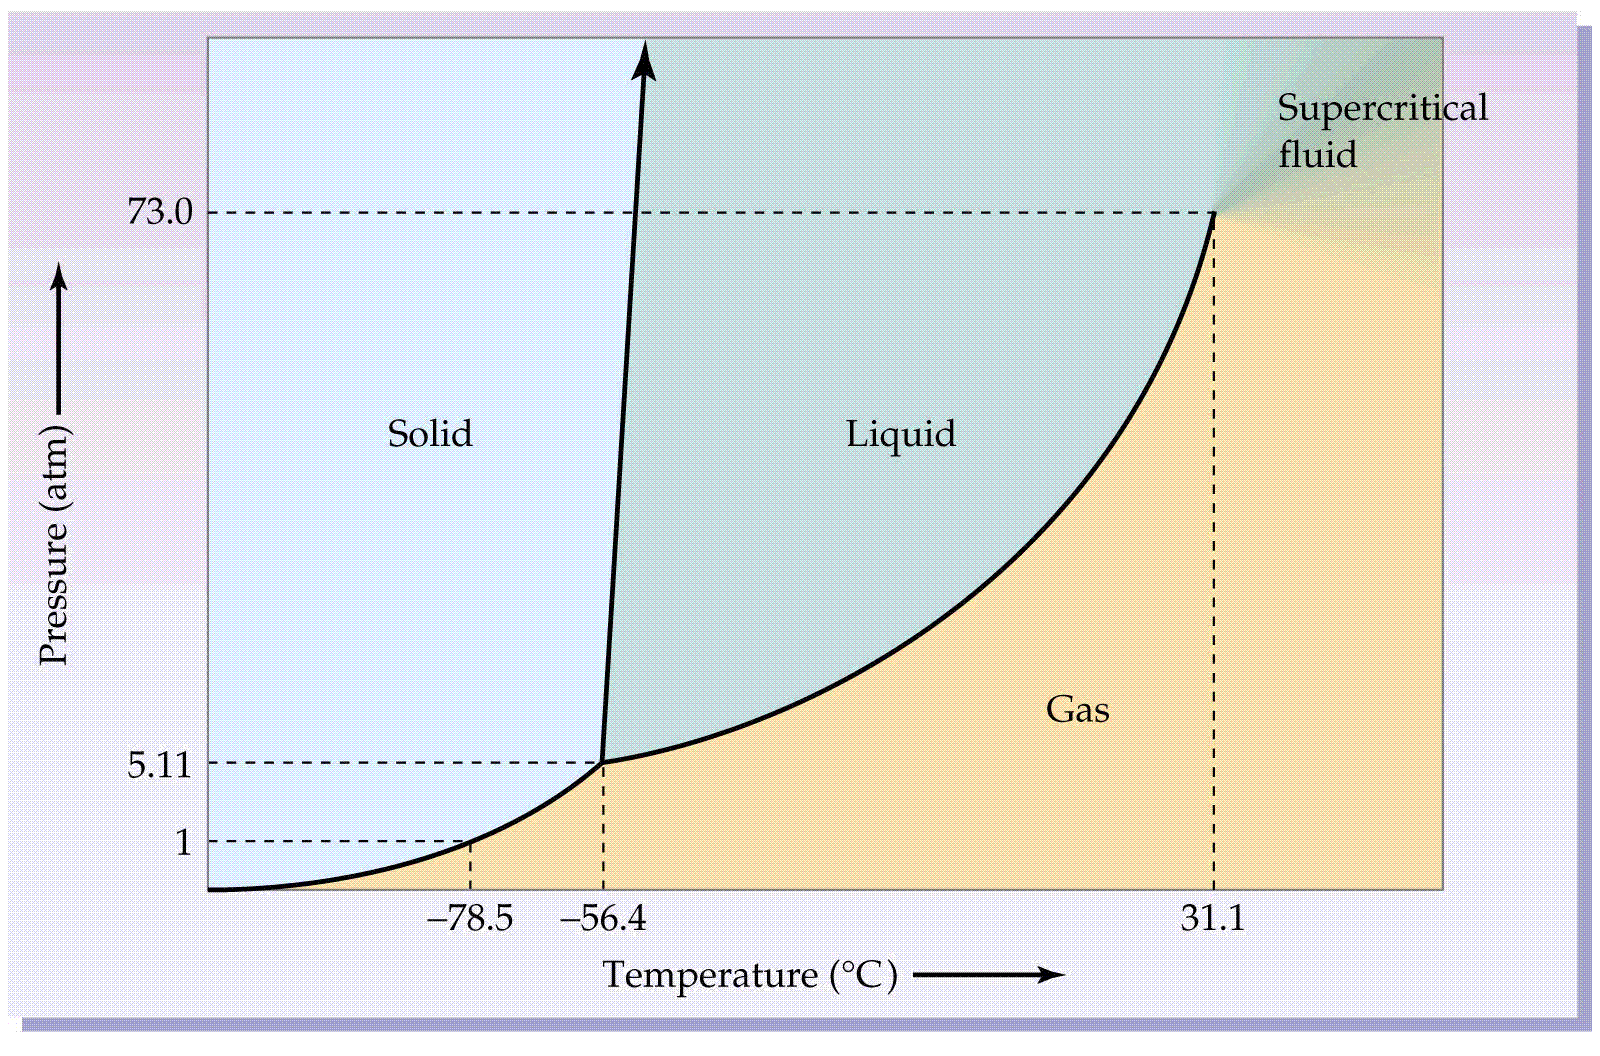 Supercritical
fluid
73.0
Pressure (atm)
Solid
Liquid
Gas
5.11
1
–78.5
–56.4
31.1
Temperature (°C)